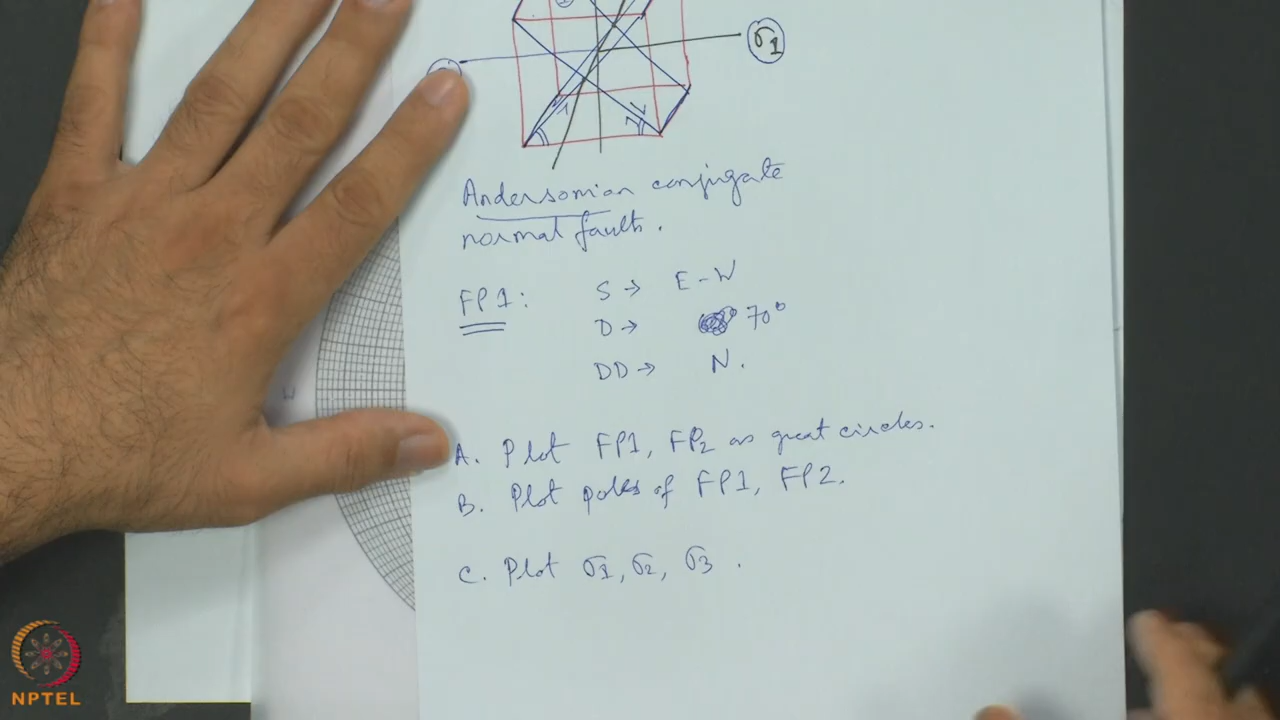 σ1
Andersonian conjugate
normal faults.
FP1: S → E-W
D → 70°
DD → N.
A. Plot FP1, FP2 as great circles.
B. Plot poles of FP1, FP2.
C. Plot σ1, σ2, σ3.
W
NPTEL